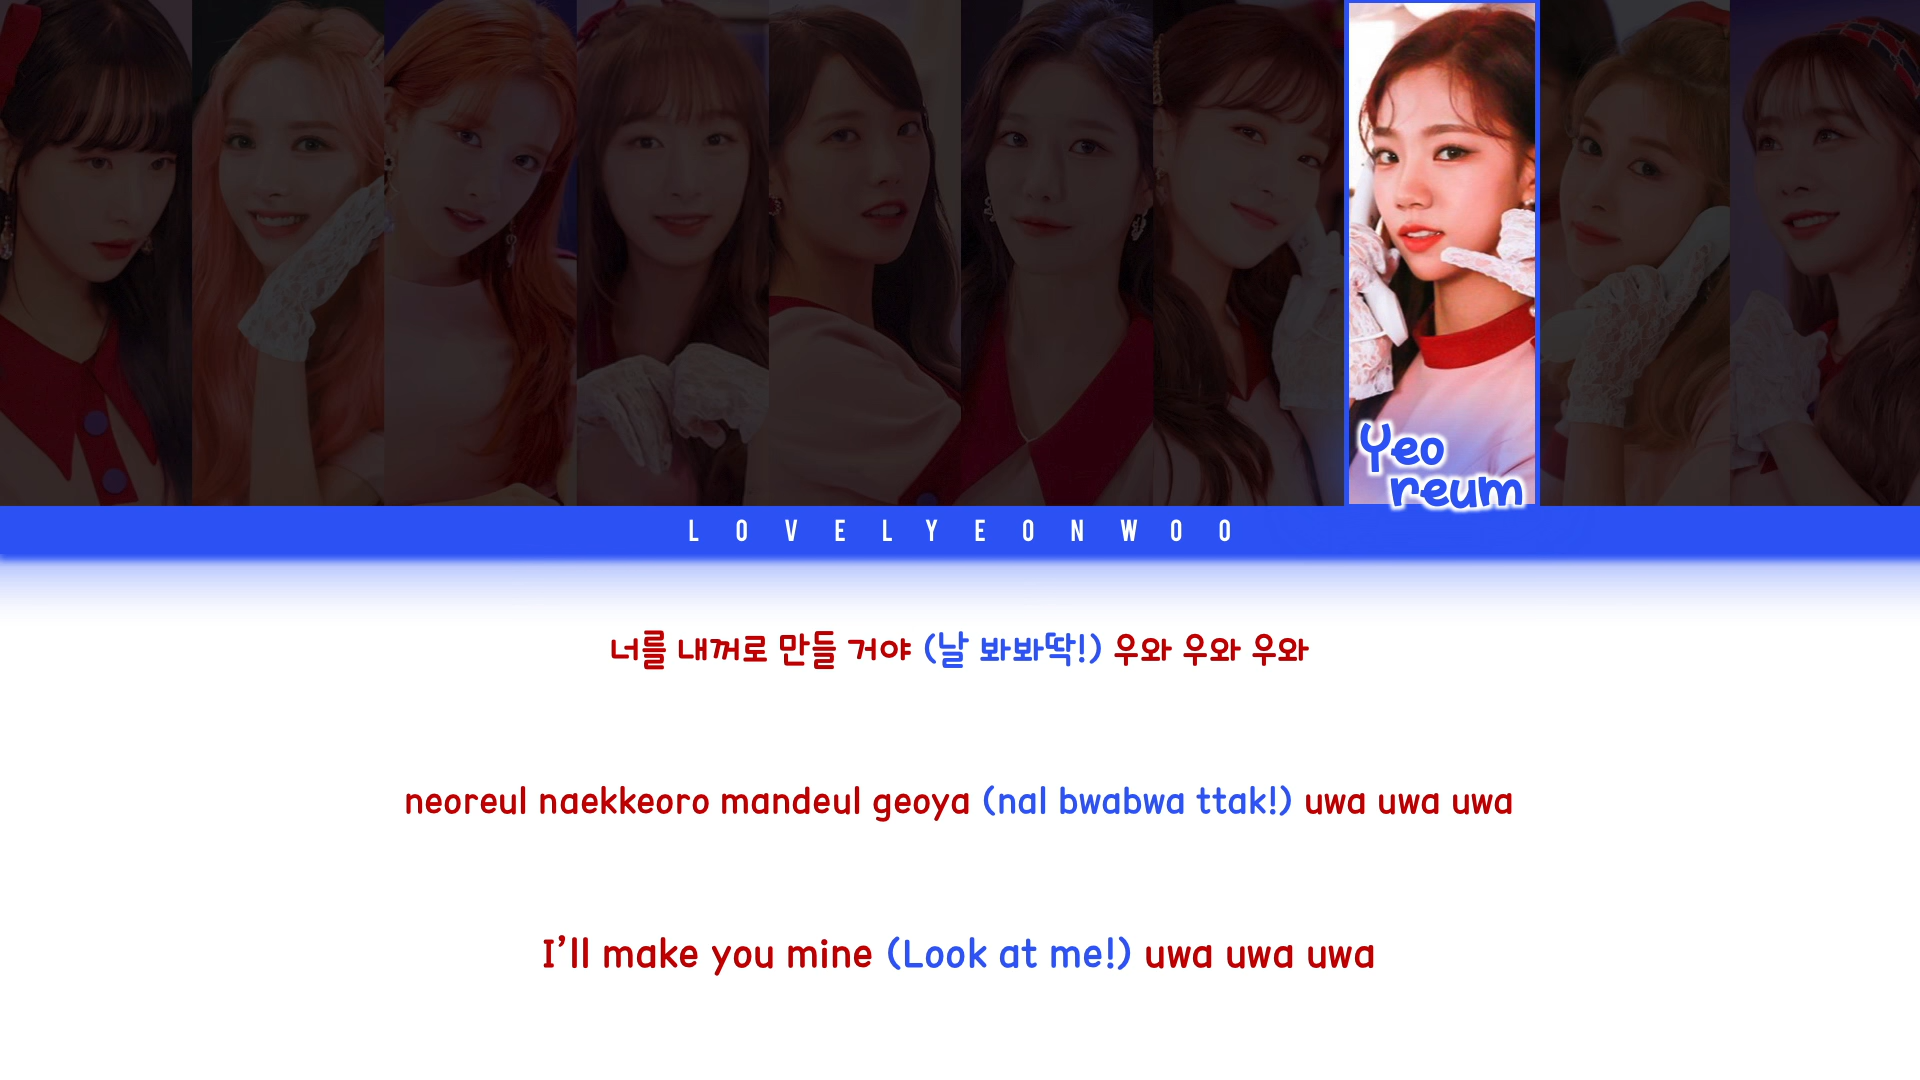 Yeo
reum
LOVELYEONWOO
너를 내꺼로 만들 거야 (날 봐봐딱!) 우와 우와 우와
neoreul naekkeoro mandeul geoya (nal bwabwa ttak!) uwa uwa uwa
I’ll make you mine (Look at me!) uwa uwa uwa